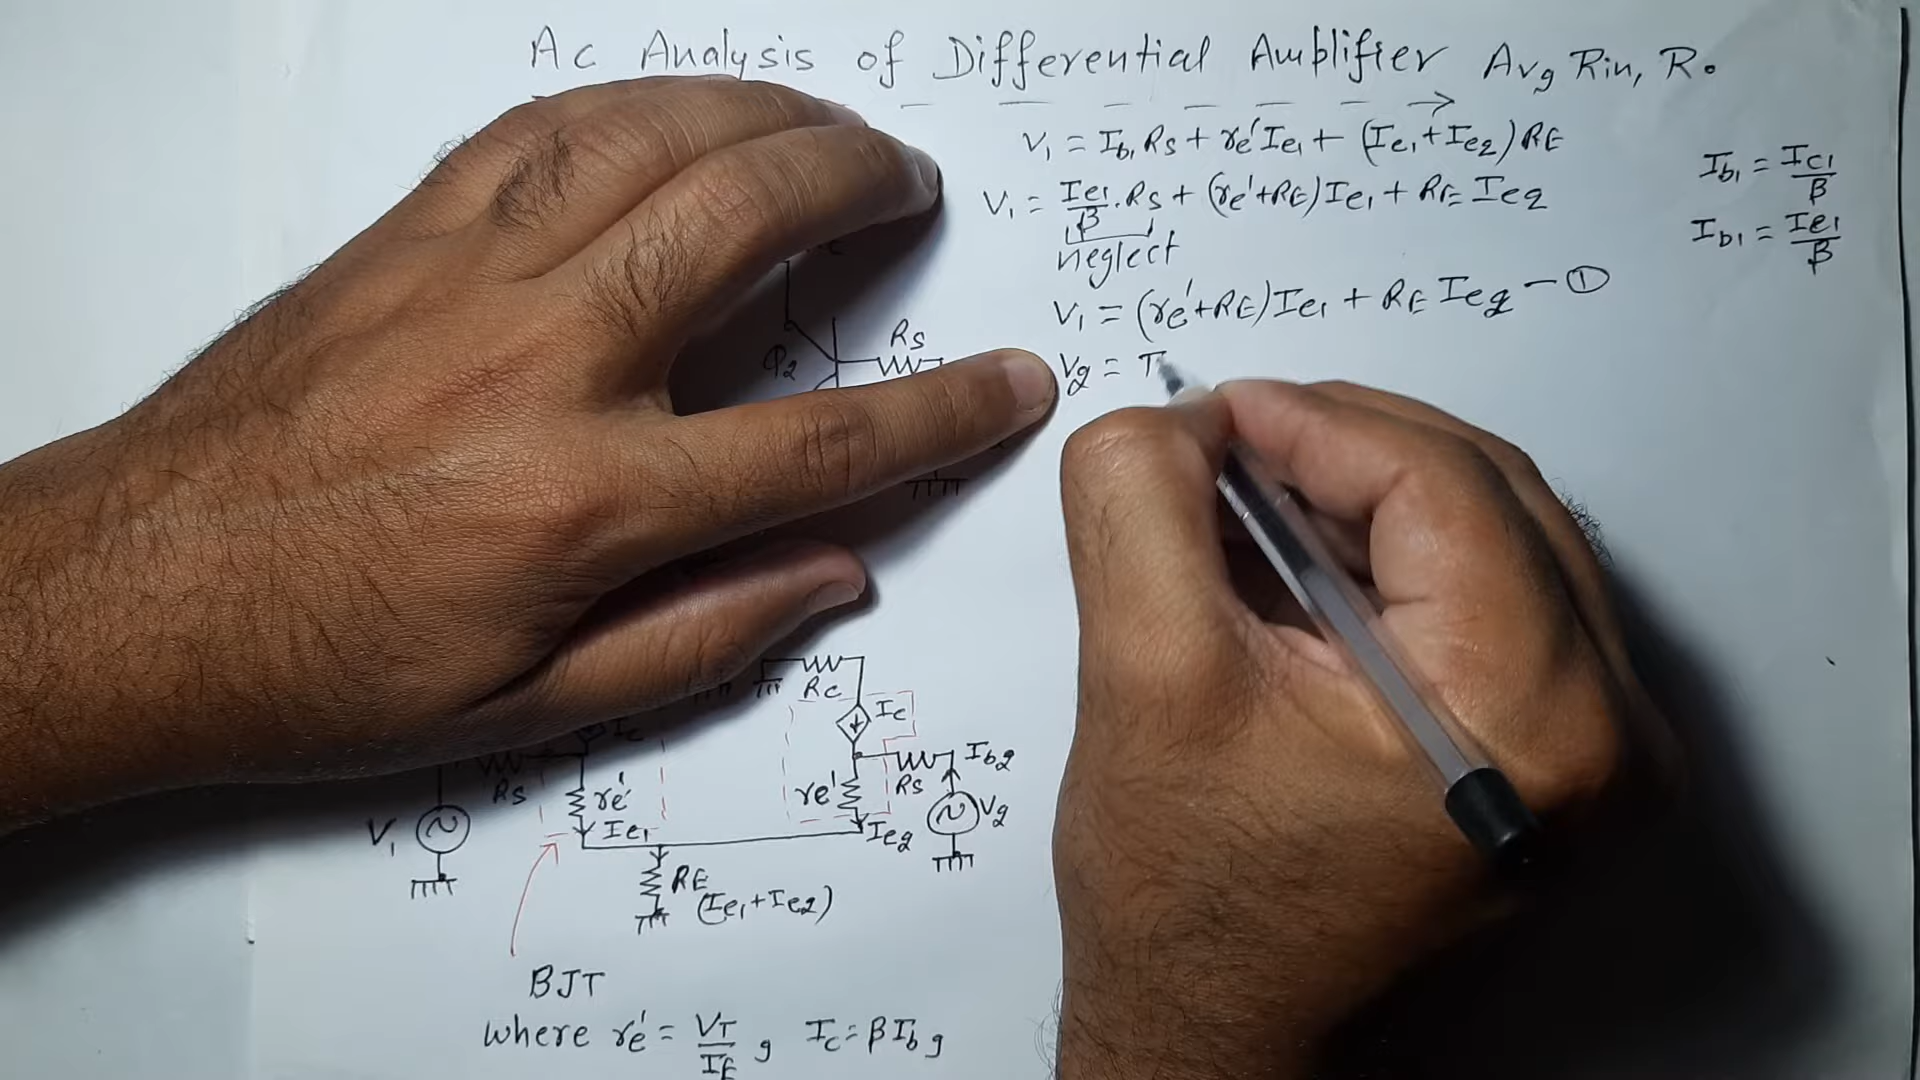 Ac Analysis of Differential Amplifier Avg Rin, Ro
V1 = Ib1 Rs + re' Ie1 + (Ie1 + Ie2) RE
V1 = Ie1/β . Rs + (re' + RE) Ie1 + RE Ie2
neglect
V1 = (re' + RE) Ie1 + RE Ie2 — ①
V2 = I
Ib1 = Ic1/β
Ib1 = Ie1/β
Rs
Q2
Rc
Ic
Ic
Ib2
Rs
re'
Rs
re'
V2
V1
Ie1
Ie2
RE
(Ie1 + Ie2)
BJT
where re' = VT/IE , Ic = β Ib ,